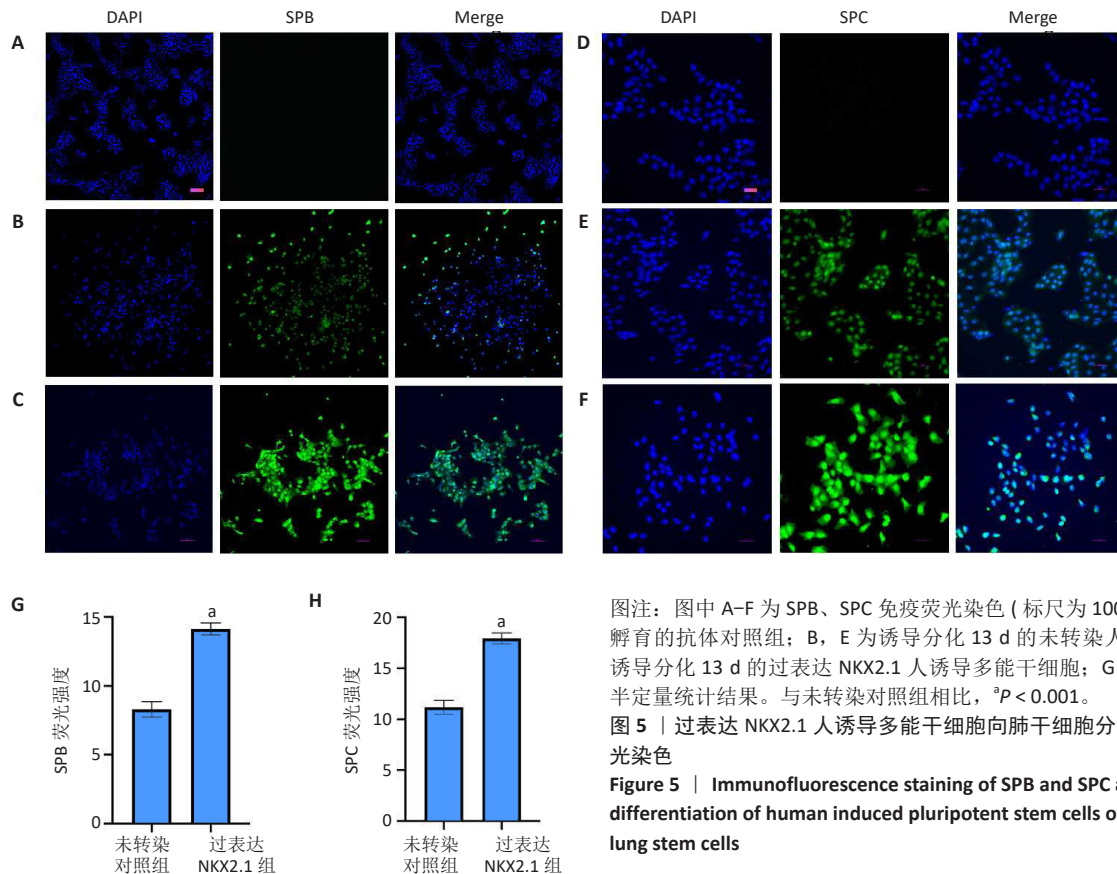 DAPI SPB Merge DAPI SPC Merge
A
D
B
E
C
F
G
15
10
5
0
SPB 荧光强度
a
未转染
对照组
过表达
NKX2.1 组
H
20
15
10
5
0
SPC 荧光强度
a
未转染
对照组
过表达
NKX2.1 组
图注：图中 A–F 为 SPB、SPC 免疫荧光染色 ( 标尺为 100
孵育的抗体对照组；B，E 为诱导分化 13 d 的未转染人
诱导分化 13 d 的过表达 NKX2.1 人诱导多能干细胞；G
半定量统计结果。与未转染对照组相比，ᵃP < 0.001。
图 5 ｜过表达 NKX2.1 人诱导多能干细胞向肺干细胞分
光染色
Figure 5 ｜ Immunofluorescence staining of SPB and SPC a
differentiation of human induced pluripotent stem cells o
lung stem cells